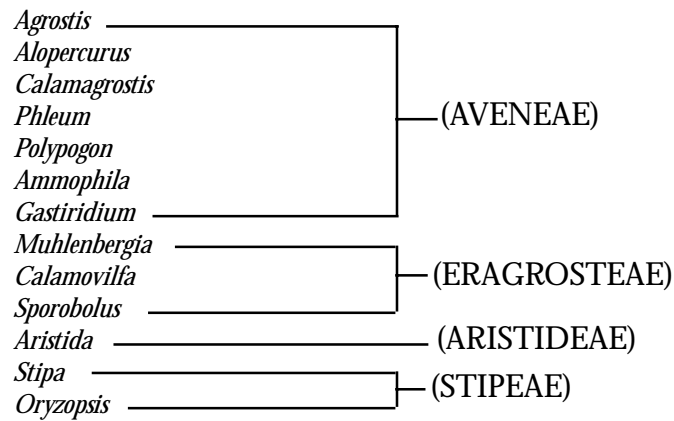 Agrostis
Alopercurus
Calamagrostis
Phleum
(AVENEAE)
Polypogon
Ammophila
Gastiridium
Muhlenbergia
Calamovilfa
(ERAGROSTEAE)
Sporobolus
Aristida
(ARISTIDEAE)
Stipa
(STIPEAE)
Oryzopsis